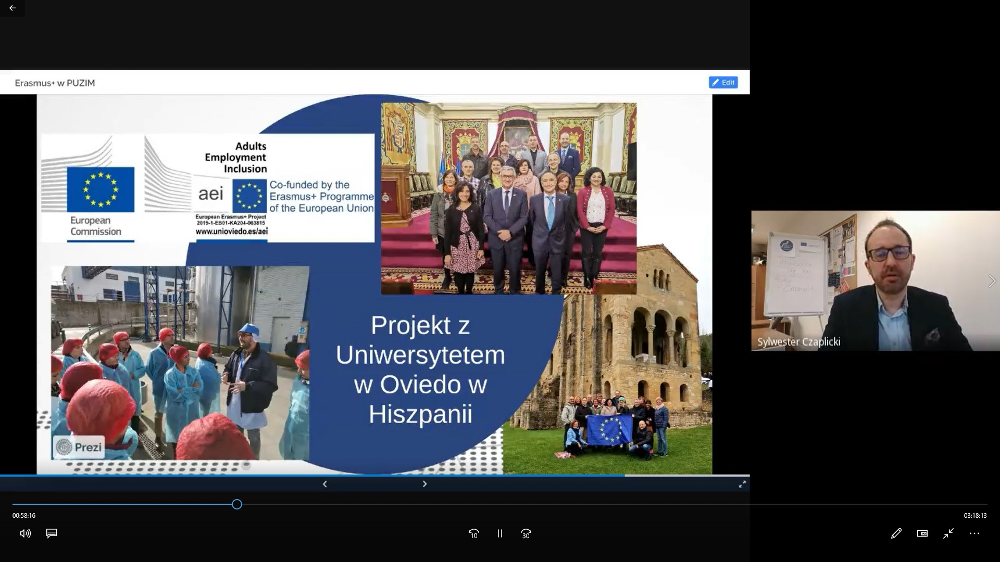 Erasmus+ w PUZIM
Edit
Adults
Employment
Inclusion
aei
Co-funded by the
Erasmus+ Programme
of the European Union
European
Commission
European Erasmus+ Project
2019-1-ES01-KA204-063815
www.unioviedo.es/aei
Projekt z
Uniwersytetem
w Oviedo w
Hiszpanii
Prezi
Sylwester Czaplicki
00:58:16
03:18:13
10
30